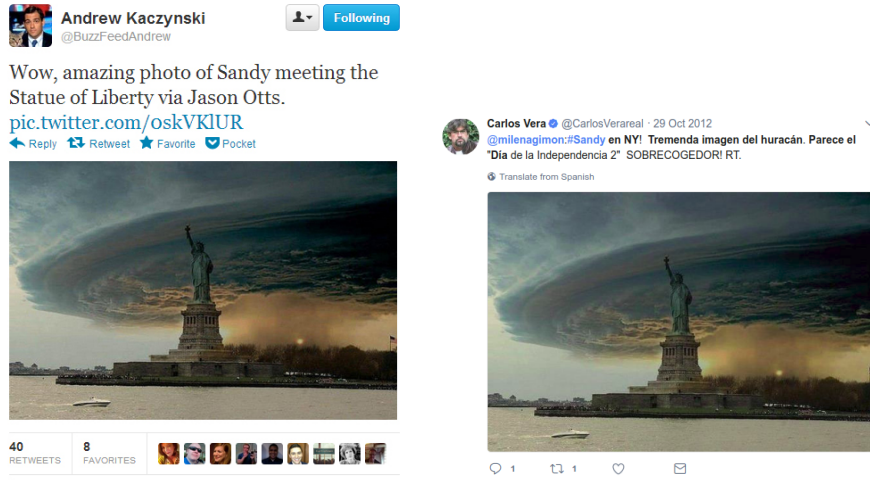 Andrew Kaczynski
@BuzzFeedAndrew
Following
Wow, amazing photo of Sandy meeting the
Statue of Liberty via Jason Otts.
pic.twitter.com/0skVKlUR
Reply Retweet Favorite Pocket
40
RETWEETS
8
FAVORITES
Carlos Vera @CarlosVerareal · 29 Oct 2012
@milenagimon:#Sandy en NY! Tremenda imagen del huracán. Parece el
"Día de la Independencia 2" SOBRECOGEDOR! RT.
Translate from Spanish
1 1